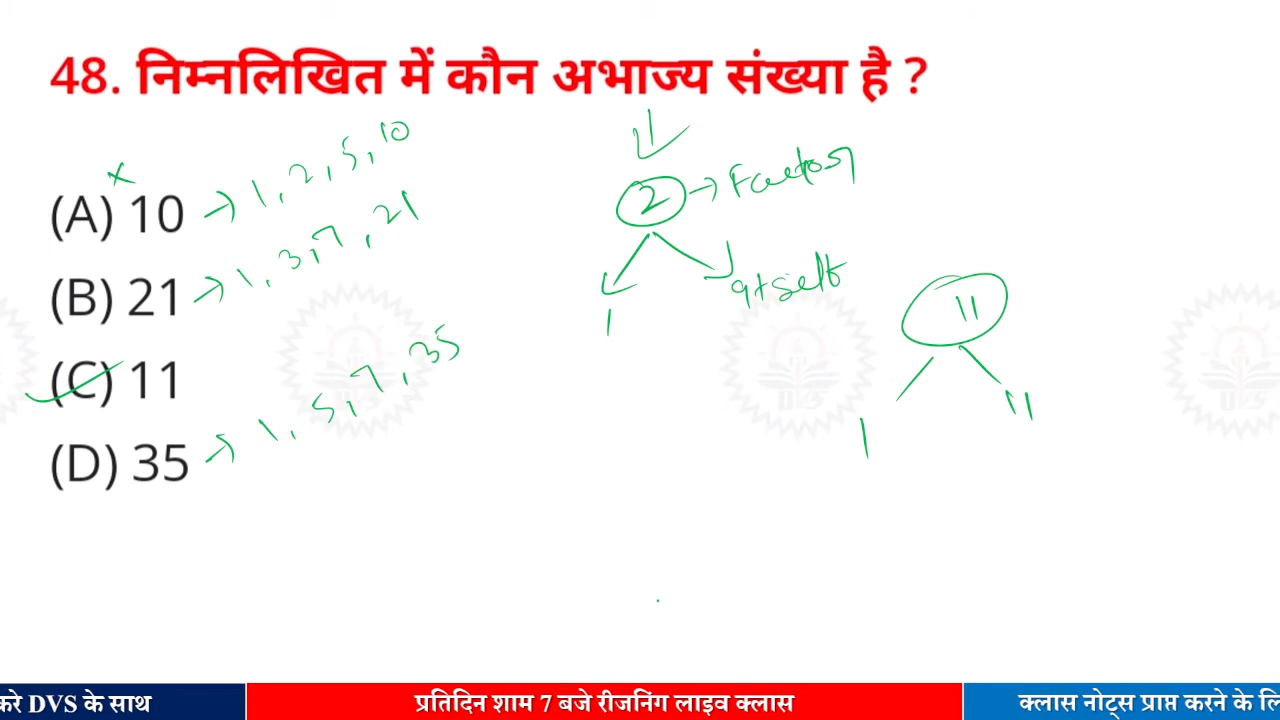 48. निम्नलिखित में कौन अभाज्य संख्या है ?
(A) 10 → 1, 2, 5, 10
(B) 21 → 1, 3, 7, 21
(C) 11
(D) 35 → 1, 5, 7, 35
2 → Factor
1 itself
11
1 11
करे DVS के साथ
प्रतिदिन शाम 7 बजे रीजनिंग लाइव क्लास
क्लास नोट्स प्राप्त करने के लि